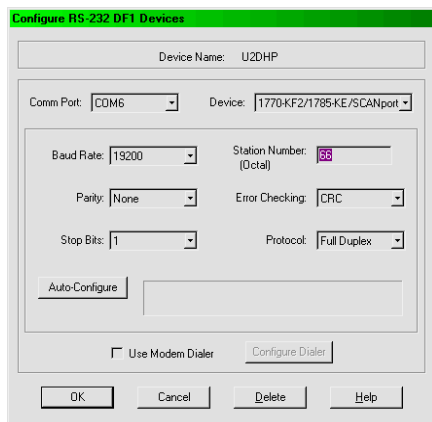 Configure RS-232 DF1 Devices
Device Name: U2DHP
Comm Port: COM6 Device: 1770-KF2/1785-KE/SCANport
Baud Rate: 19200 Station Number: 66
(Octal)
Parity: None Error Checking: CRC
Stop Bits: 1 Protocol: Full Duplex
Auto-Configure
Use Modem Dialer Configure Dialer
OK Cancel Delete Help